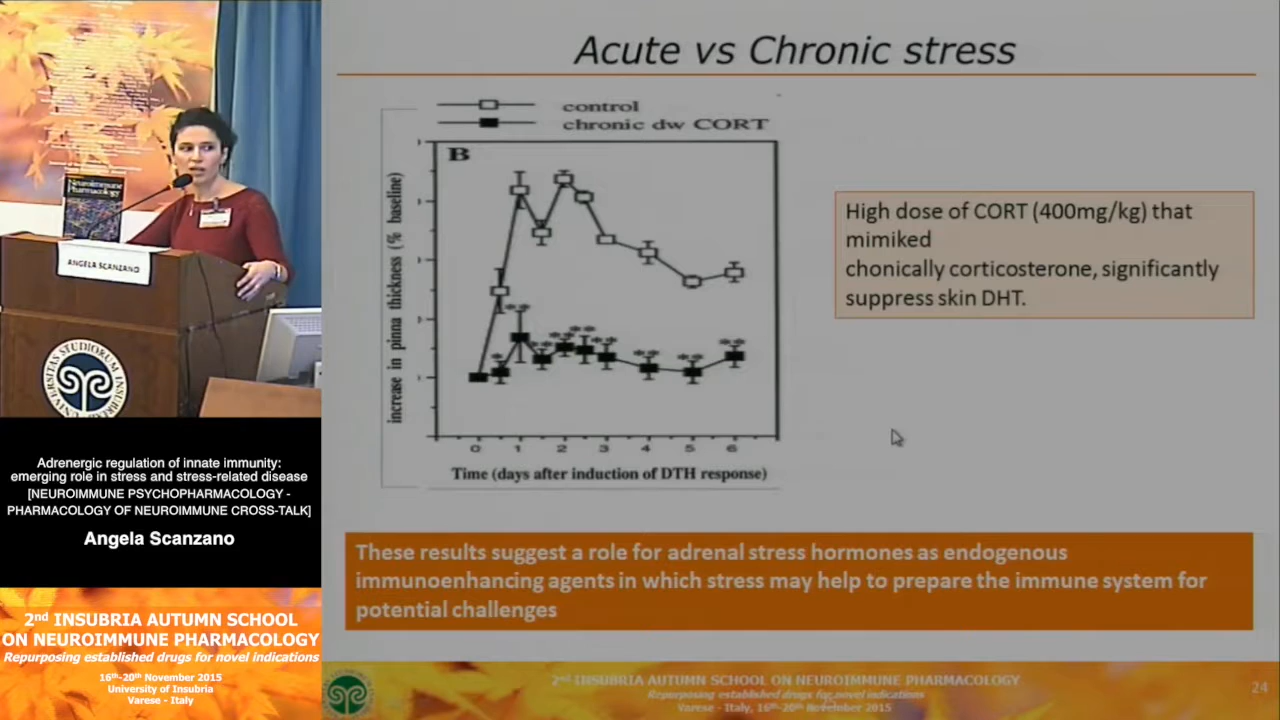 Acute vs Chronic stress
control
chronic dw CORT
B
increase in pinna thickness (% baseline)
0 1 2 3 4 5 6
Time (days after induction of DTH response)
High dose of CORT (400mg/kg) that
mimiked
chonically corticosterone, significantly
suppress skin DHT.
These results suggest a role for adrenal stress hormones as endogenous
immunoenhancing agents in which stress may help to prepare the immune system for
potential challenges
2nd INSUBRIA AUTUMN SCHOOL ON NEUROIMMUNE PHARMACOLOGY
Repurposing established drugs for novel indications
Varese - Italy, 16th-20th November 2015
24
Neuroimmune
Pharmacology
ANGELA SCANZANO
Adrenergic regulation of innate immunity:
emerging role in stress and stress-related disease
[NEUROIMMUNE PSYCHOPHARMACOLOGY -
PHARMACOLOGY OF NEUROIMMUNE CROSS-TALK]
Angela Scanzano
2nd INSUBRIA AUTUMN SCHOOL
ON NEUROIMMUNE PHARMACOLOGY
Repurposing established drugs for novel indications
16th-20th November 2015
University of Insubria
Varese - Italy